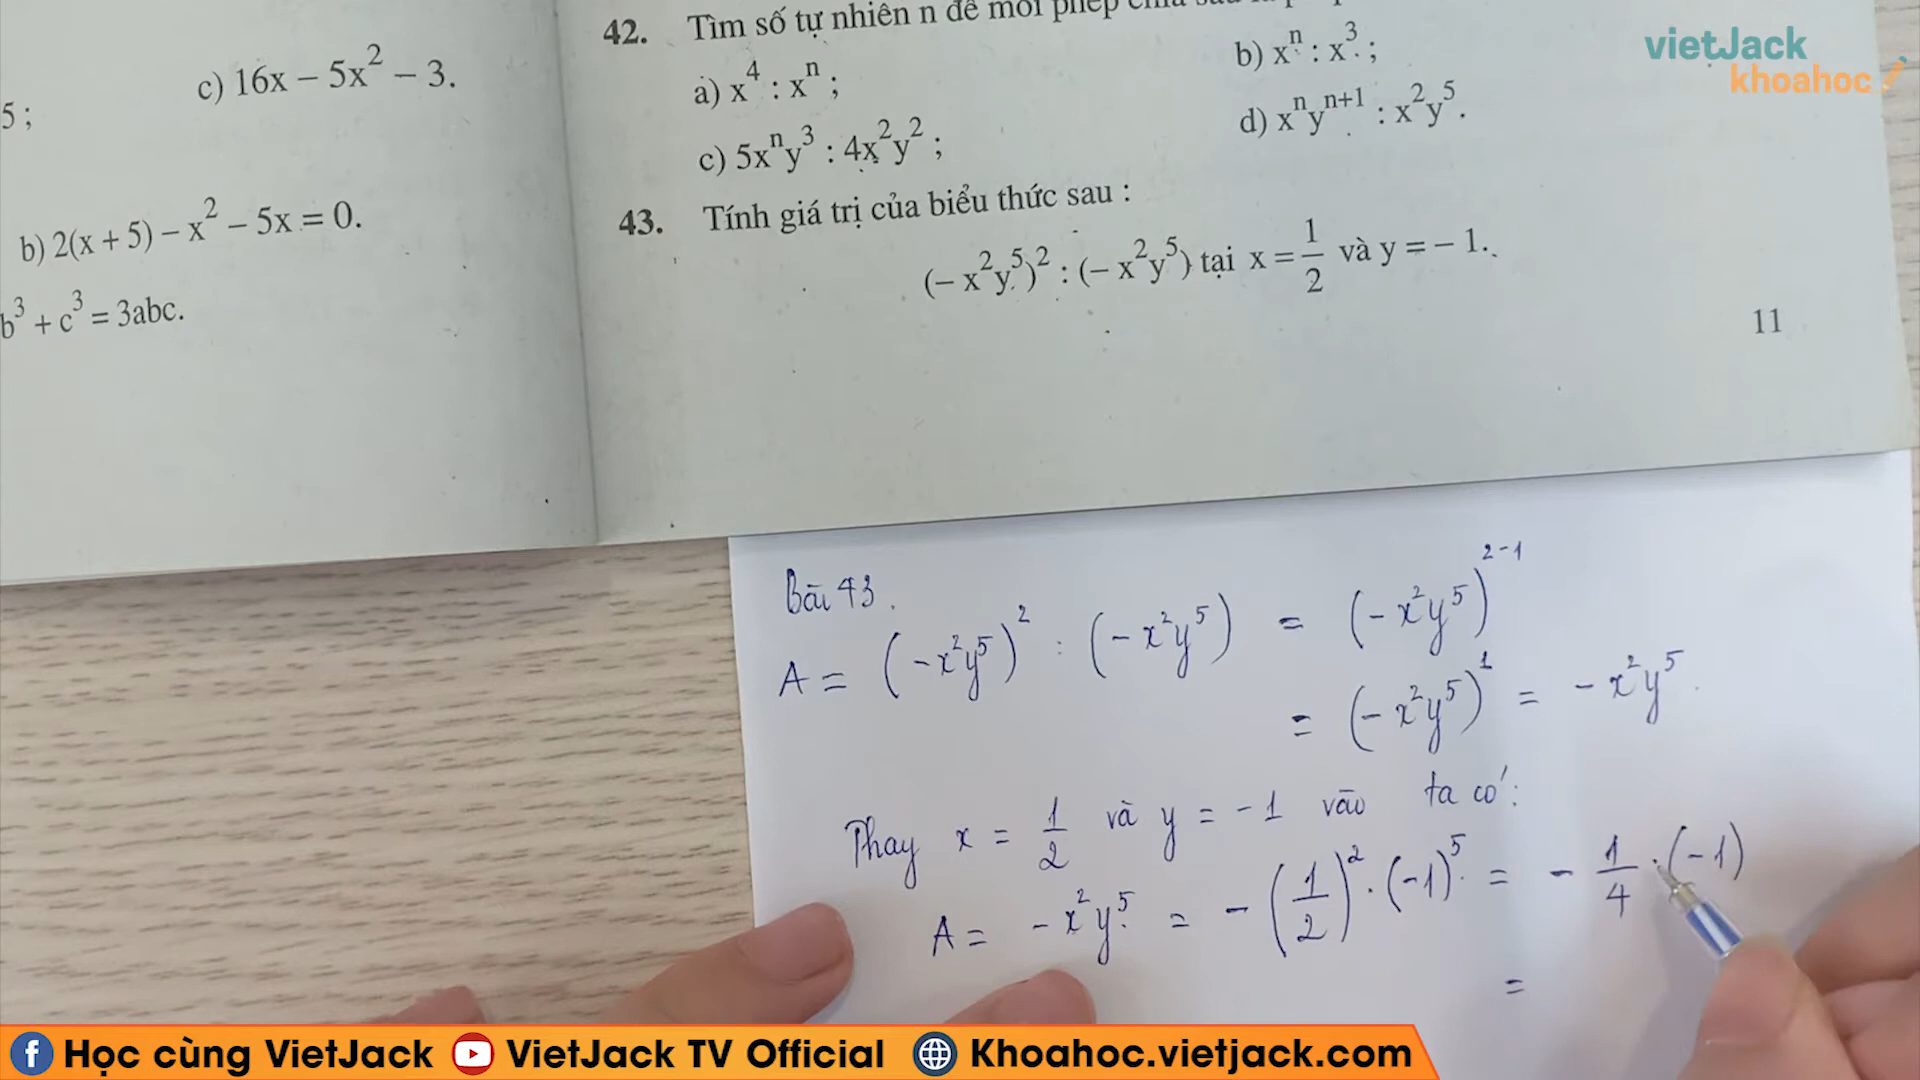 c) 16x – 5x² – 3.
5 ;
b) 2(x + 5) – x² – 5x = 0.
b³ + c³ = 3abc.
42. Tìm số tự nhiên n để mỗi phép chia sau
a) x⁴ : xⁿ ;
b) xⁿ : x³ ;
c) 5xⁿy³ : 4x²y² ;
d) xⁿyⁿ⁺¹ : x²y⁵.
43. Tính giá trị của biểu thức sau :
(– x²y⁵)² : (– x²y⁵) tại x = 1/2 và y = – 1.
11
vietJack
khoahoc
Bài 43.
A = (-x²y⁵)² : (-x²y⁵) = (-x²y⁵)²⁻¹
= (-x²y⁵)¹ = -x²y⁵.
Thay x = 1/2 và y = -1 vào ta có:
A = -x²y⁵ = -(1/2)².(-1)⁵ = -1/4.(-1)
=
Học cùng VietJack VietJack TV Official Khoahoc.vietjack.com